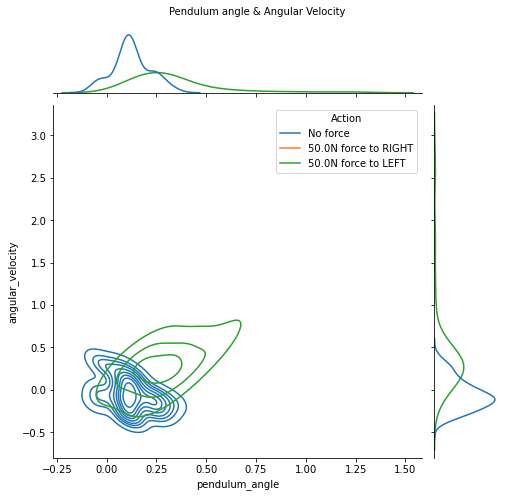 Pendulum angle & Angular Velocity
Action
No force
50.0N force to RIGHT
50.0N force to LEFT
3.0
2.5
2.0
1.5
1.0
0.5
0.0
−0.5
angular_velocity
−0.25 0.00 0.25 0.50 0.75 1.00 1.25 1.50
pendulum_angle